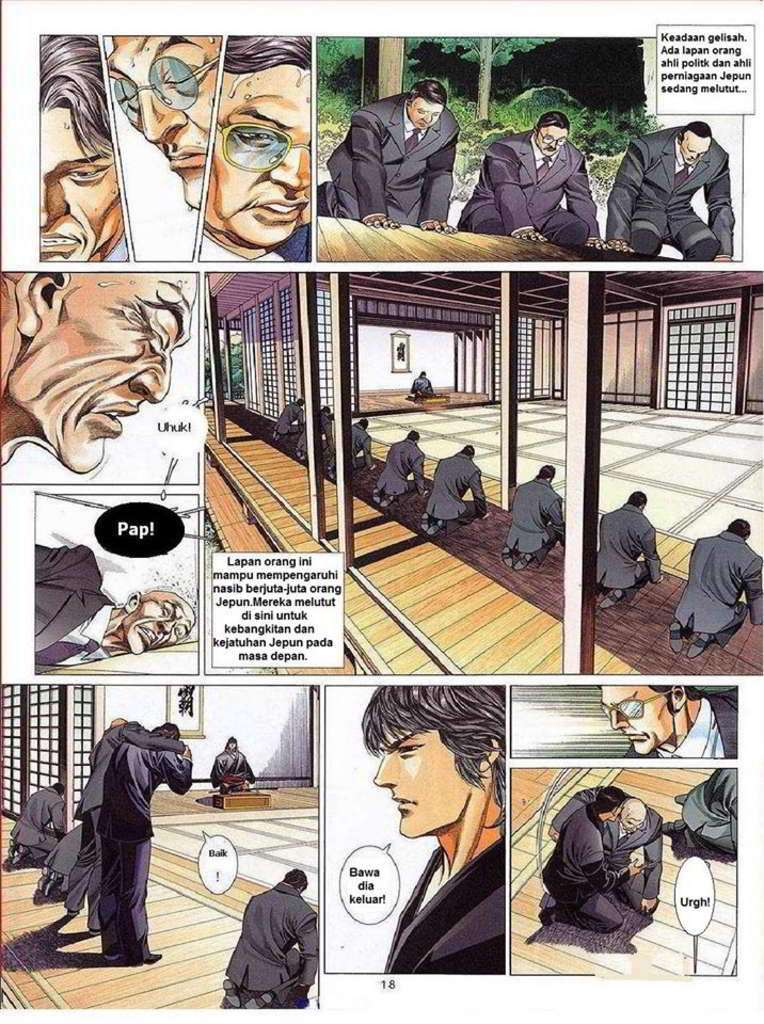 Keadaan gelisah.
Ada lapan orang
ahli politk dan ahli
perniagaan Jepun
sedang melutut...
Uhuk!
Pap!
Lapan orang ini
mampu mempengaruhi
nasib berjuta-juta orang
Jepun.Mereka melutut
di sini untuk
kebangkitan dan
kejatuhan Jepun pada
masa depan.
Baik
!
Bawa
dia
keluar!
Urgh!
18